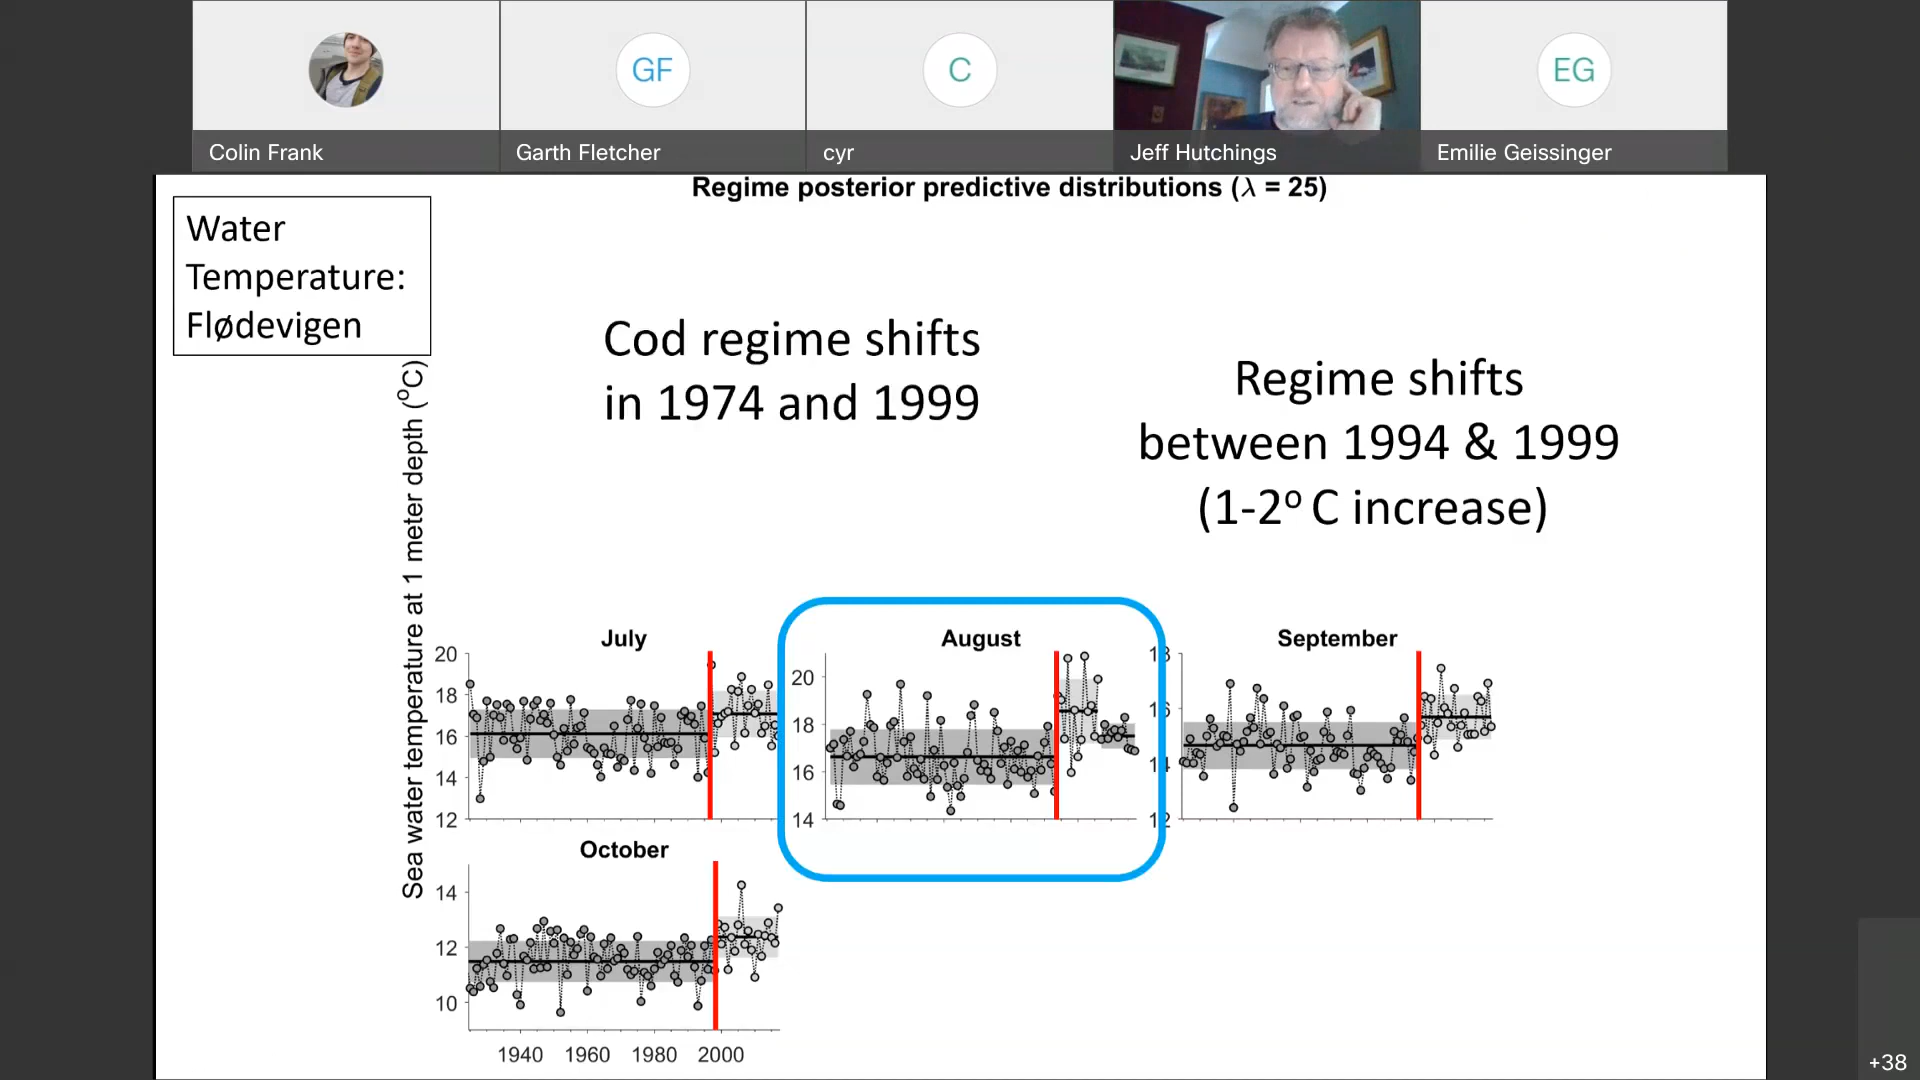 GF
C
EG
Colin Frank
Garth Fletcher
cyr
Jeff Hutchings
Emilie Geissinger
Regime posterior predictive distributions (λ = 25)
Water
Temperature:
Flødevigen
Cod regime shifts
in 1974 and 1999
Regime shifts
between 1994 & 1999
(1-2º C increase)
Sea water temperature at 1 meter depth (ºC)
July
20
18
16
14
12
August
20
18
16
14
September
18
16
14
12
October
14
12
10
1940 1960 1980 2000
+38